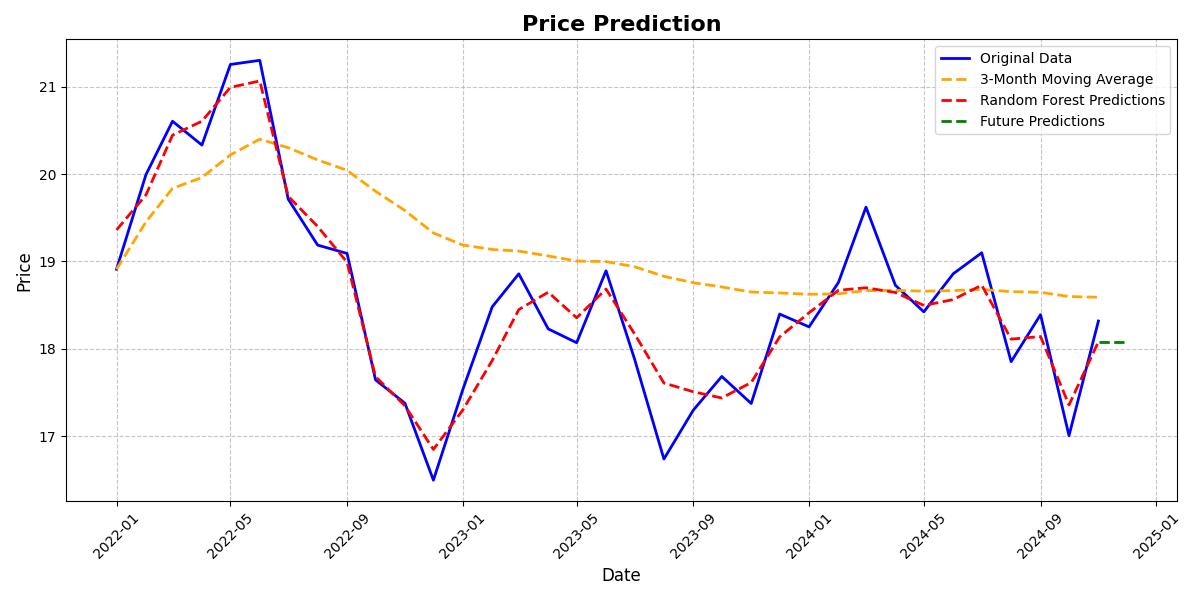 Price Prediction
Original Data
3-Month Moving Average
Random Forest Predictions
Future Predictions
Price
21
20
19
18
17
2022-01
2022-05
2022-09
2023-01
2023-05
2023-09
2024-01
2024-05
2024-09
2025-01
Date